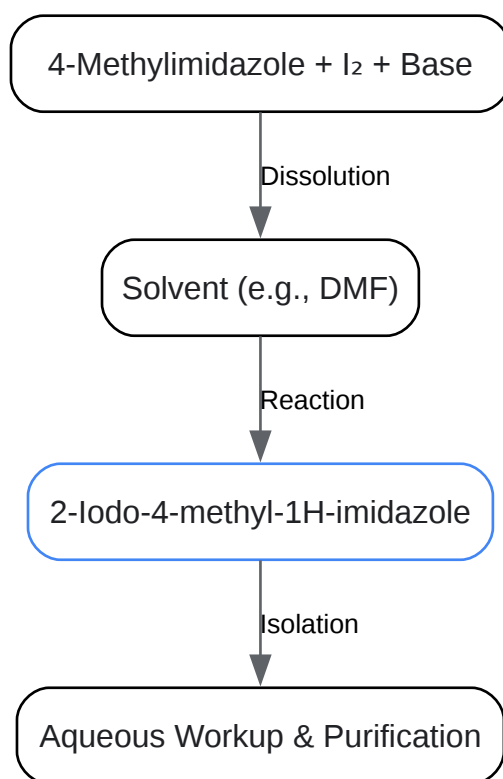 4-Methylimidazole + I₂ + Base
Dissolution
Solvent (e.g., DMF)
Reaction
2-Iodo-4-methyl-1H-imidazole
Isolation
Aqueous Workup & Purification